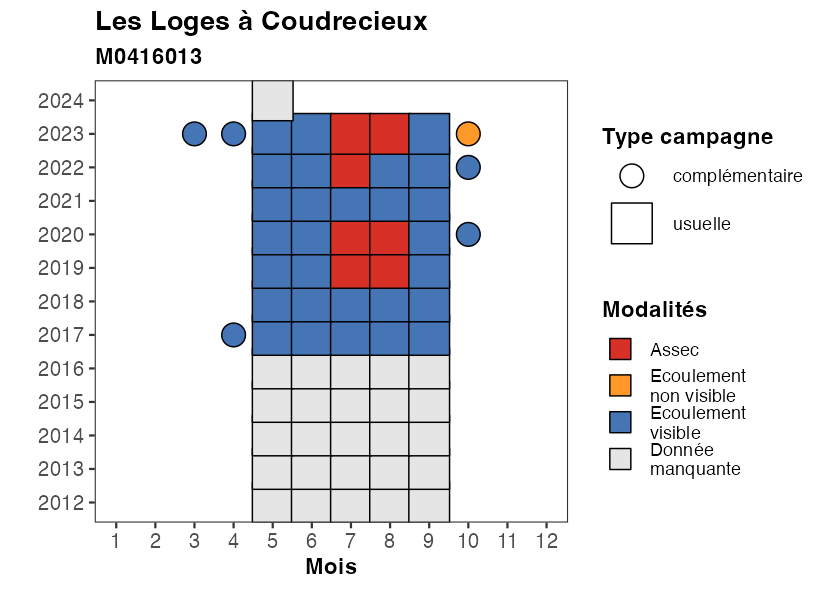 Les Loges à Coudrecieux
M0416013
2024
2023
2022
2021
2020
2019
2018
2017
2016
2015
2014
2013
2012
1 2 3 4 5 6 7 8 9 10 11 12
Mois
Type campagne
complémentaire
usuelle
Modalités
Assec
Ecoulement
non visible
Ecoulement
visible
Donnée
manquante